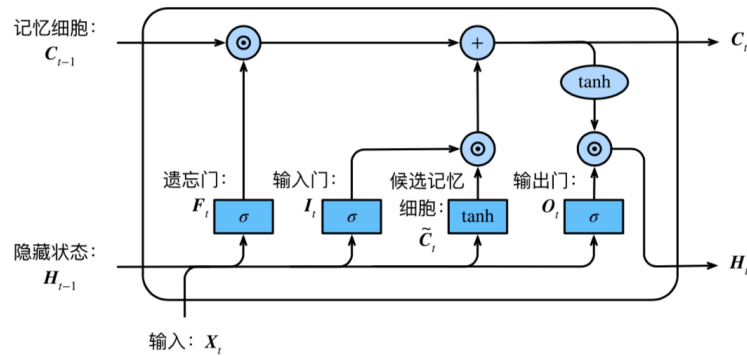 记忆细胞：
C_{t-1}
⊙
+
C_t
tanh
⊙
⊙
遗忘门：
F_t
σ
输入门：
I_t
σ
候选记忆
细胞：
C̃_t
tanh
输出门：
O_t
σ
隐藏状态：
H_{t-1}
H_t
输入：X_t